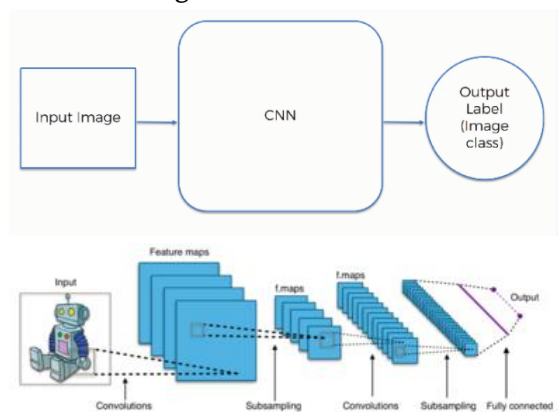 Input Image
CNN
Output
Label
(Image
class)
Feature maps
Input
f.maps
f.maps
Output
Convolutions
Subsampling
Convolutions
Subsampling
Fully connected